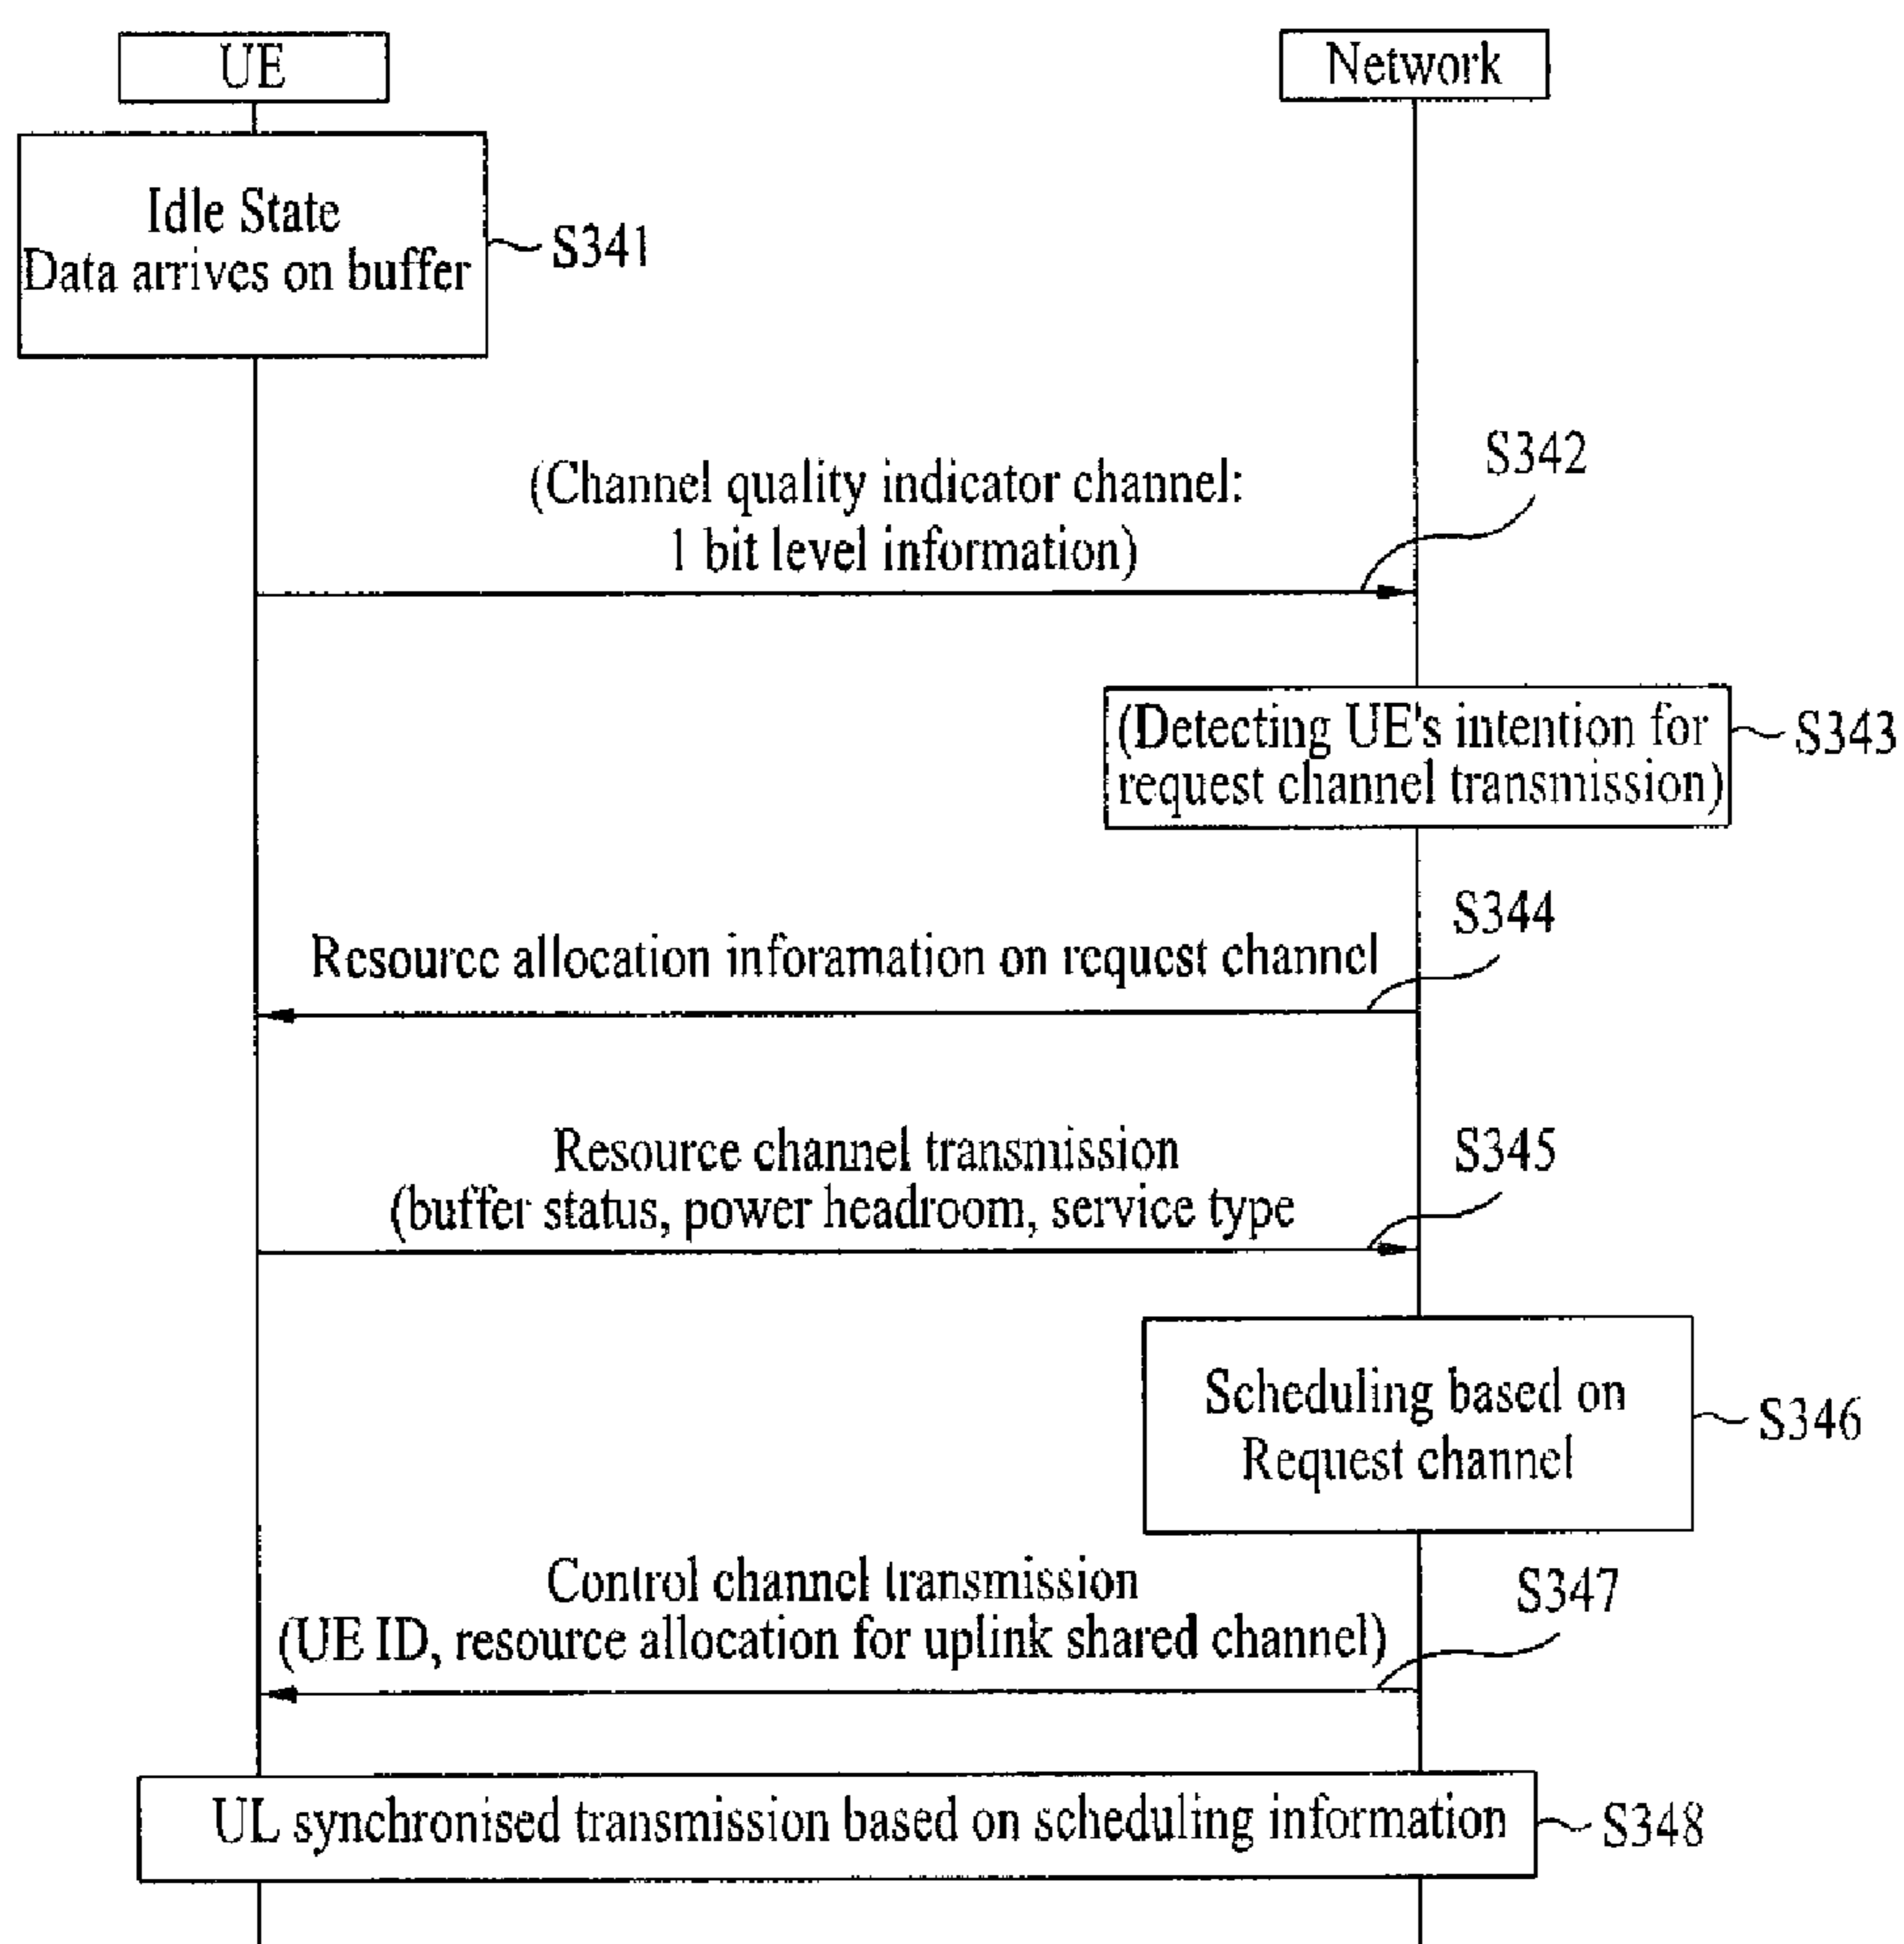 UE
Network
Idle State
Data arrives on buffer
S341
S342
(Channel quality indicator channel:
1 bit level information)
(Detecting UE's intention for
request channel transmission)
S343
S344
Resource allocation inforamation on request channel
Resource channel transmission
(buffer status, power headroom, service type
S345
Scheduling based on
Request channel
S346
Control channel transmission
(UE ID, resource allocation for uplink shared channel)
S347
UL synchronised transmission based on scheduling information
S348